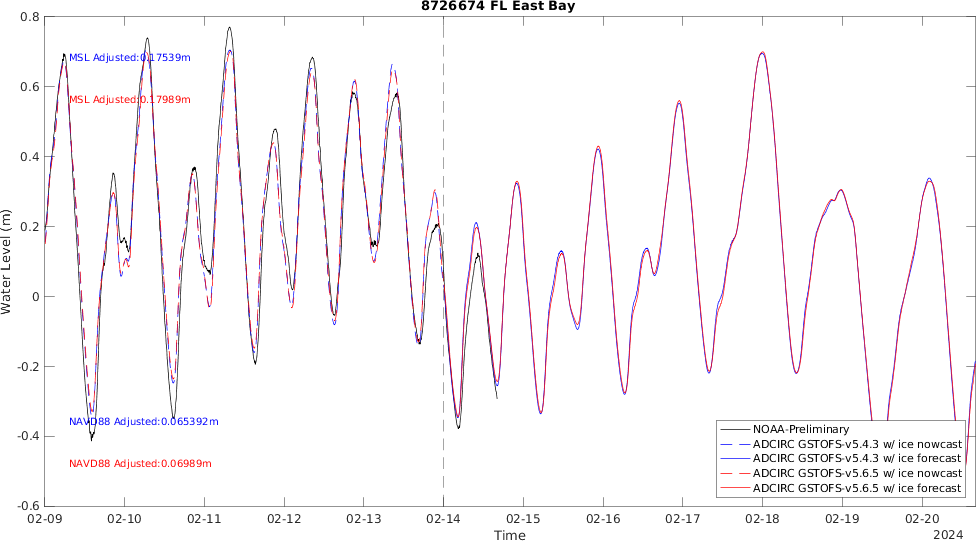 8726674 FL East Bay
0.8
0.6
0.4
0.2
0
-0.2
-0.4
-0.6
Water Level (m)
MSL Adjusted:0.17539m
MSL Adjusted:0.17989m
NAVD88 Adjusted:0.065392m
NAVD88 Adjusted:0.06989m
NOAA-Preliminary
ADCIRC GSTOFS-v5.4.3 w/ ice nowcast
ADCIRC GSTOFS-v5.4.3 w/ ice forecast
ADCIRC GSTOFS-v5.6.5 w/ ice nowcast
ADCIRC GSTOFS-v5.6.5 w/ ice forecast
02-09 02-10 02-11 02-12 02-13 02-14 02-15 02-16 02-17 02-18 02-19 02-20
Time
2024